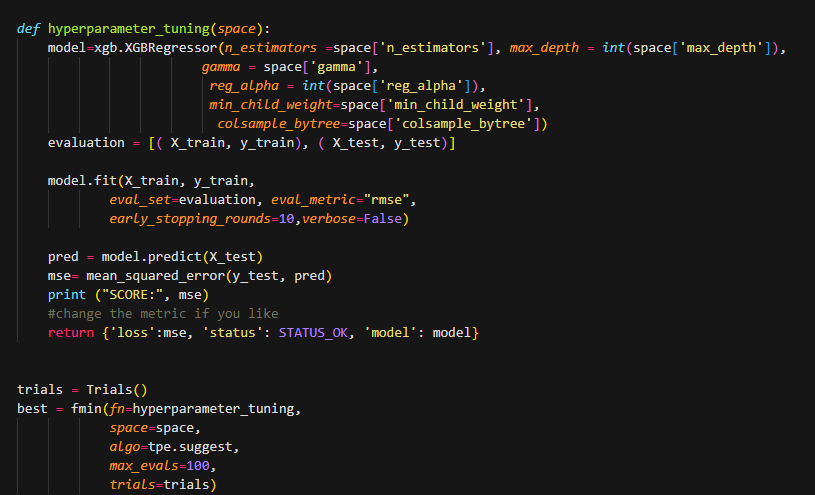 def hyperparameter_tuning(space):
    model=xgb.XGBRegressor(n_estimators =space['n_estimators'], max_depth = int(space['max_depth']),
                        gamma = space['gamma'],
                         reg_alpha = int(space['reg_alpha']),
                         min_child_weight=space['min_child_weight'],
                          colsample_bytree=space['colsample_bytree'])
    evaluation = [( X_train, y_train), ( X_test, y_test)]

    model.fit(X_train, y_train,
            eval_set=evaluation, eval_metric="rmse",
            early_stopping_rounds=10,verbose=False)

    pred = model.predict(X_test)
    mse= mean_squared_error(y_test, pred)
    print ("SCORE:", mse)
    #change the metric if you like
    return {'loss':mse, 'status': STATUS_OK, 'model': model}


trials = Trials()
best = fmin(fn=hyperparameter_tuning,
            space=space,
            algo=tpe.suggest,
            max_evals=100,
            trials=trials)